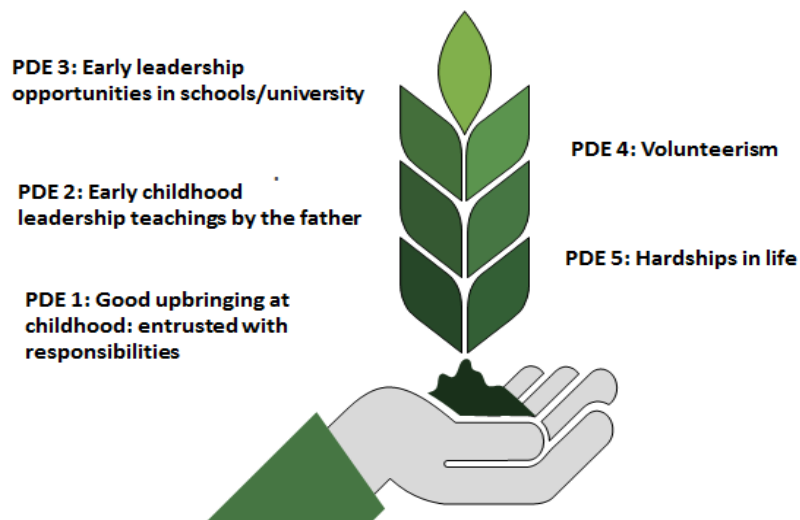 PDE 3: Early leadership
opportunities in schools/university
PDE 4: Volunteerism
PDE 2: Early childhood
leadership teachings by the father
PDE 5: Hardships in life
PDE 1: Good upbringing at
childhood: entrusted with
responsibilities